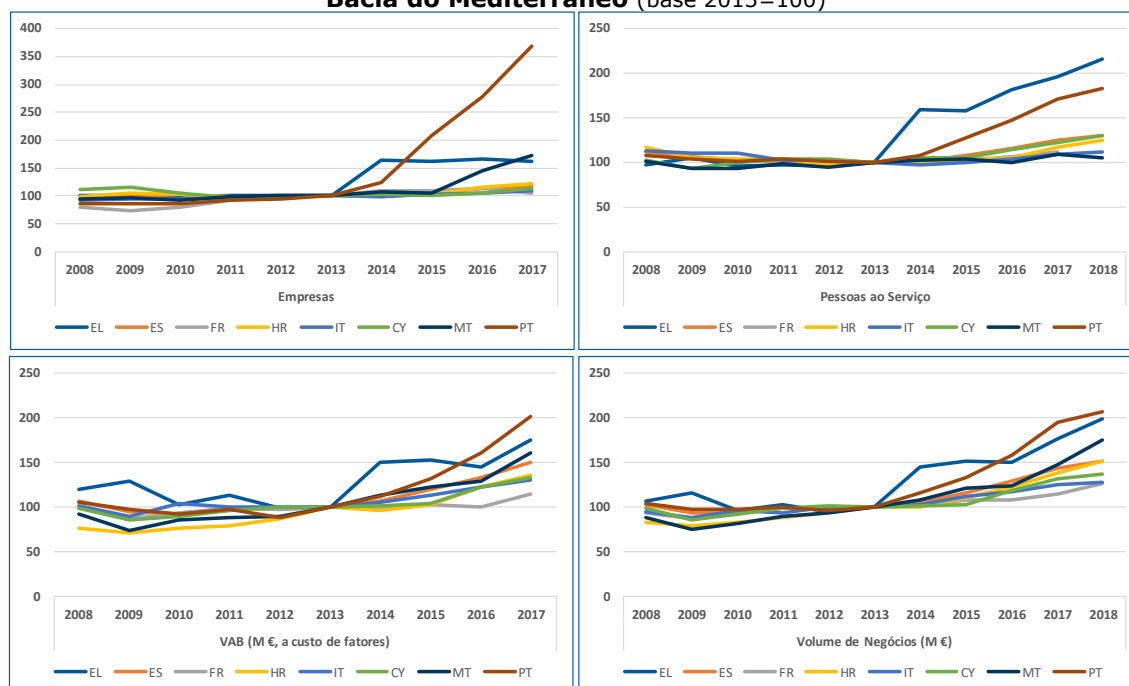 Bacia do Mediterrâneo (base 2013=100)
400
350
300
250
200
150
100
50
0
2008 2009 2010 2011 2012 2013 2014 2015 2016 2017
Empresas
EL ES FR HR IT CY MT PT
250
200
150
100
50
0
2008 2009 2010 2011 2012 2013 2014 2015 2016 2017 2018
Pessoas ao Serviço
EL ES FR HR IT CY MT PT
250
200
150
100
50
0
2008 2009 2010 2011 2012 2013 2014 2015 2016 2017
VAB (M €, a custo de fatores)
EL ES FR HR IT CY MT PT
250
200
150
100
50
0
2008 2009 2010 2011 2012 2013 2014 2015 2016 2017 2018
Volume de Negócios (M €)
EL ES FR HR IT CY MT PT